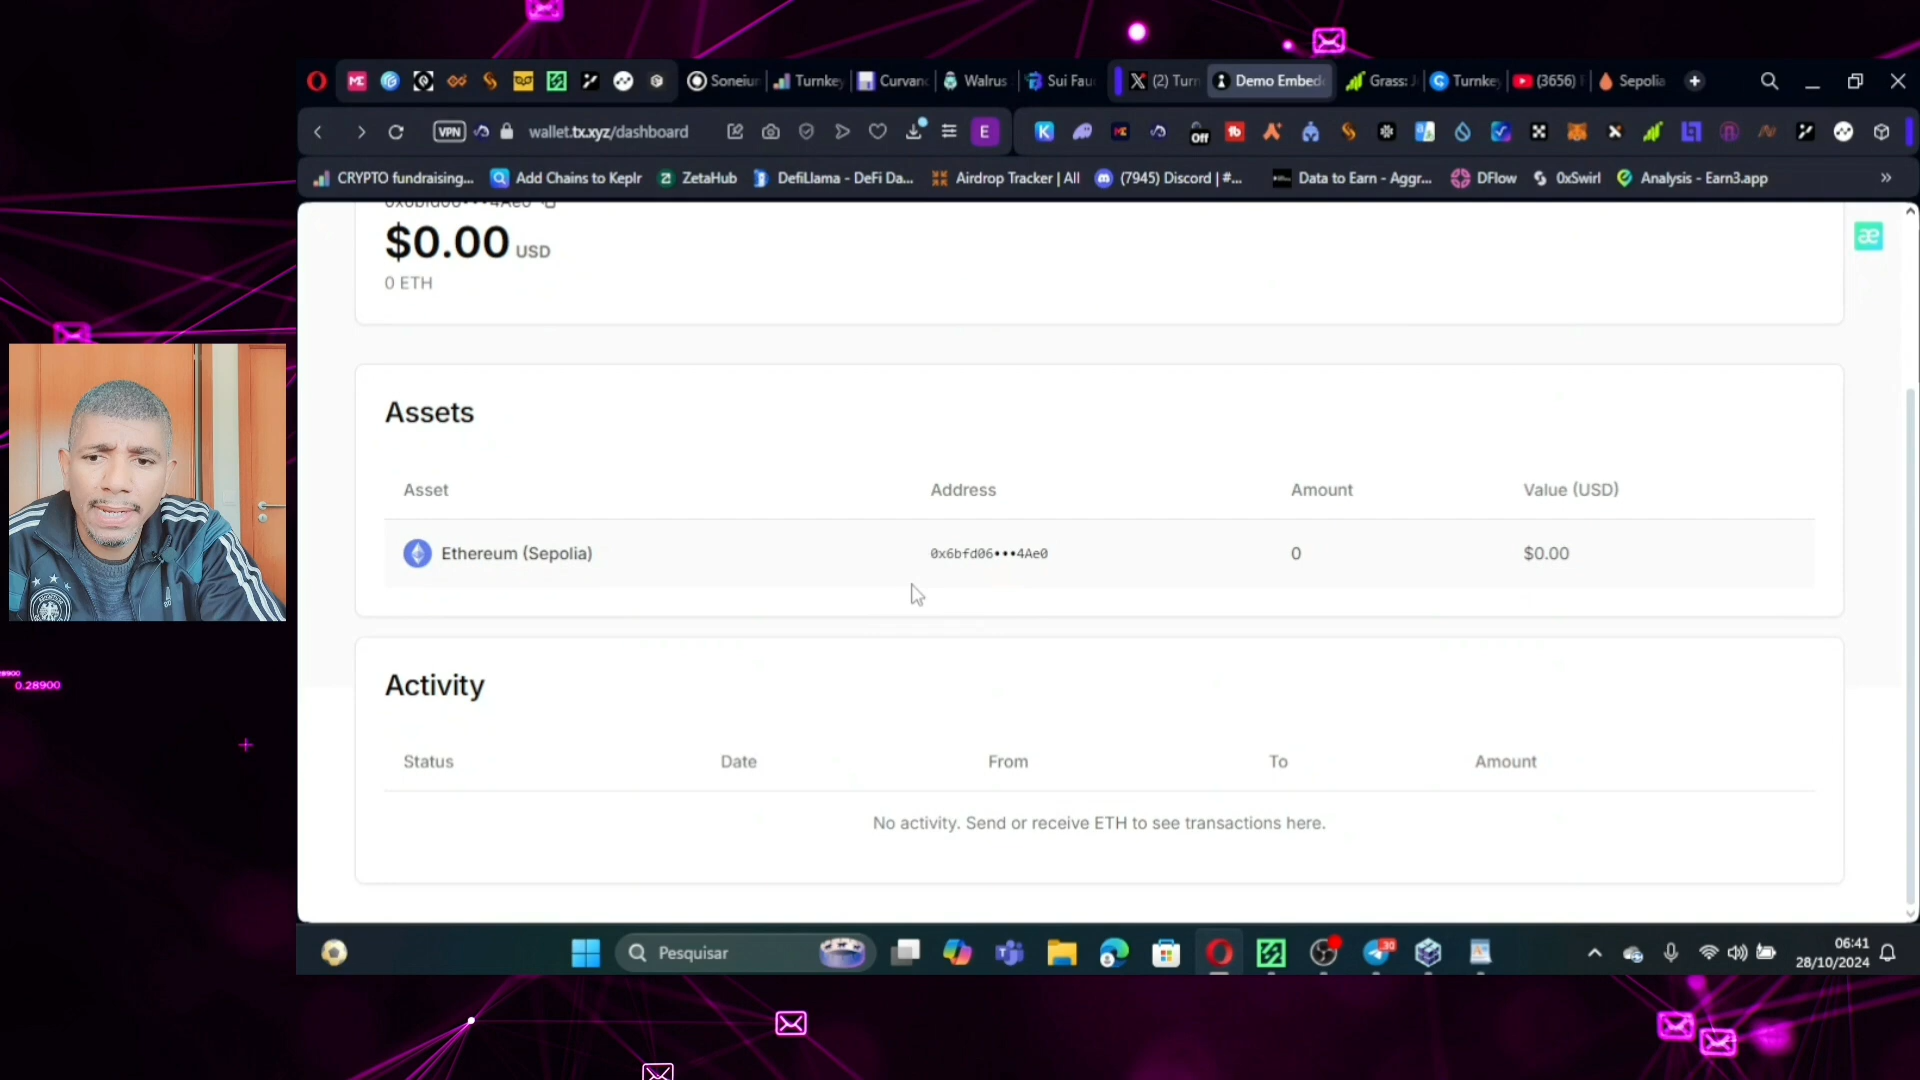 Soneiu
Turnkey
Curvanc
Walrus
Sui Fau
(2) Turn
Demo Embed
Grass:
Turnkey
(3656)
Sepolia
VPN
wallet.tx.xyz/dashboard
E
Off
CRYPTO fundraising...
Add Chains to Keplr
ZetaHub
DefiLlama - DeFi Da...
Airdrop Tracker | All
(7945) Discord | #...
Data to Earn - Aggr...
DFlow
0xSwirl
Analysis - Earn3.app
»
0x6bfd06•••4Ae0
$0.00 USD
0 ETH
æ
Assets
Asset Address Amount Value (USD)
Ethereum (Sepolia) 0x6bfd06•••4Ae0 0 $0.00
Activity
Status Date From To Amount
No activity. Send or receive ETH to see transactions here.
0.28900
Pesquisar
30
06:41
28/10/2024